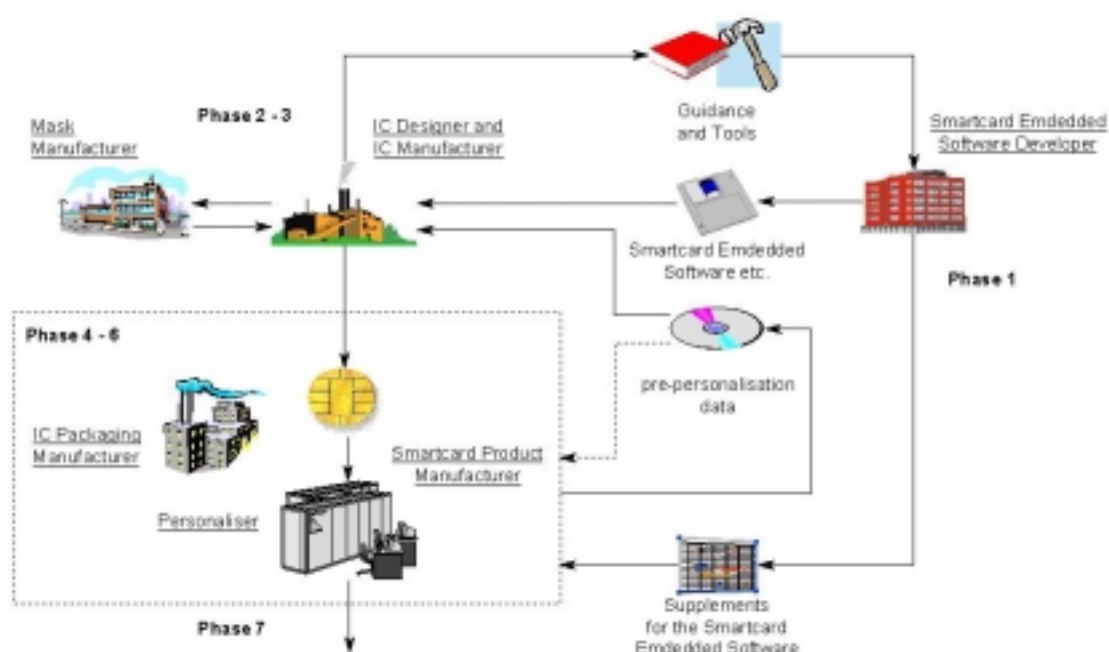 Phase 2 - 3
Mask
Manufacturer
IC Designer and
IC Manufacturer
Guidance
and Tools
Smartcard Emdedded
Software Developer
Smartcard Emdedded
Software etc.
Phase 1
Phase 4 - 6
pre-personalisation
data
IC Packaging
Manufacturer
Smartcard Product
Manufacturer
Personaliser
Phase 7
Supplements
for the Smartcard
Emdedded Software